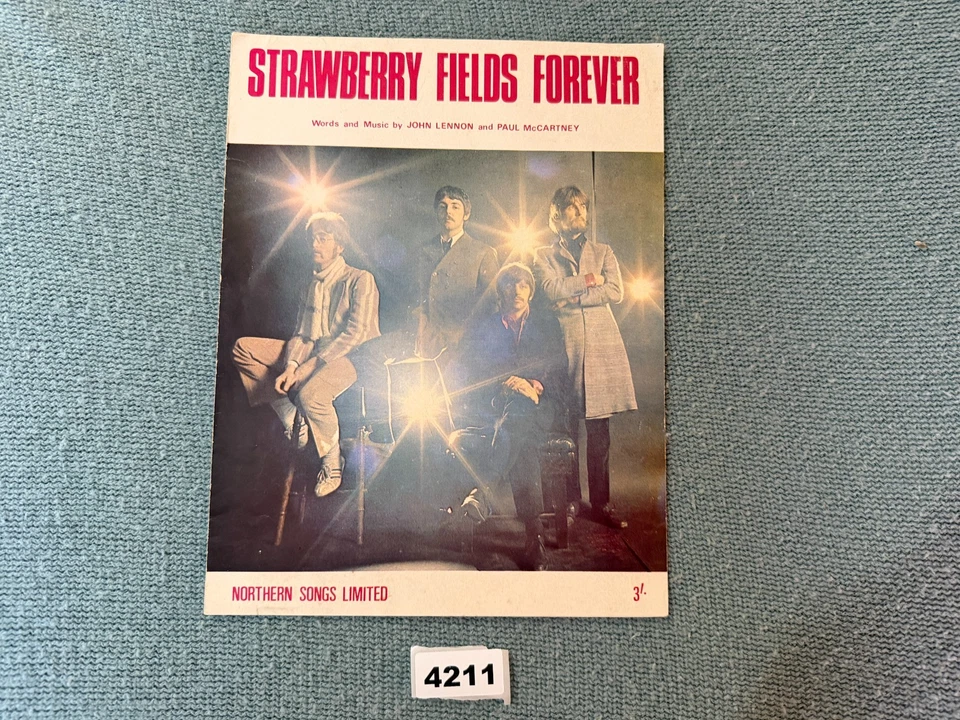 STRAWBERRY FIELDS FOREVER
Words and Music by JOHN LENNON and PAUL McCARTNEY
NORTHERN SONGS LIMITED 3/-
4211